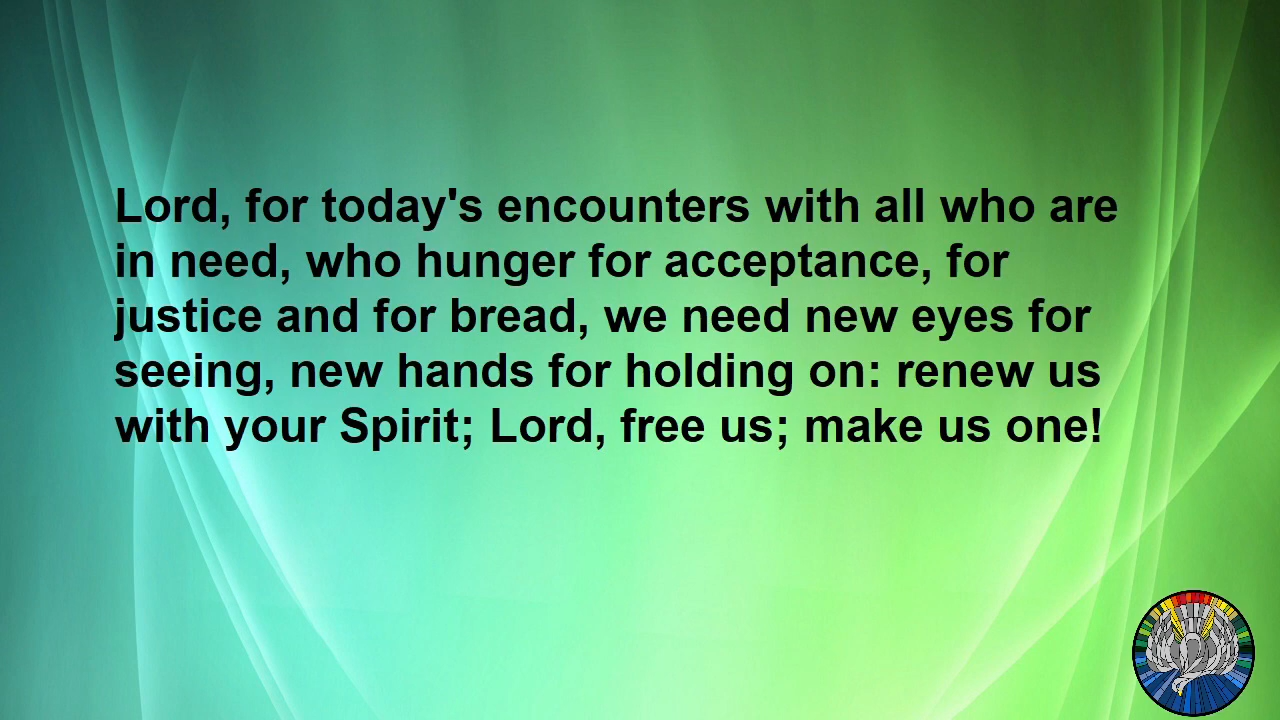 Lord, for today's encounters with all who are
in need, who hunger for acceptance, for
justice and for bread, we need new eyes for
seeing, new hands for holding on: renew us
with your Spirit; Lord, free us; make us one!